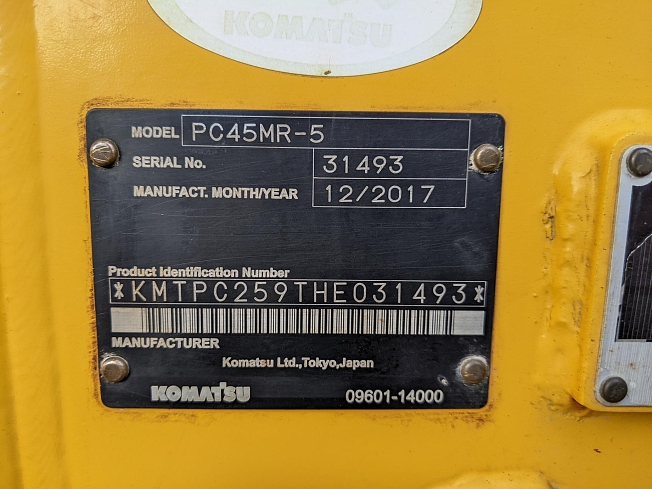 KOMATSU
MODEL PC45MR-5
SERIAL No. 31493
MANUFACT. MONTH/YEAR 12/2017
Product Identification Number
*KMTPC259THE031493*
MANUFACTURER
Komatsu Ltd.,Tokyo,Japan
KOMATSU 09601-14000